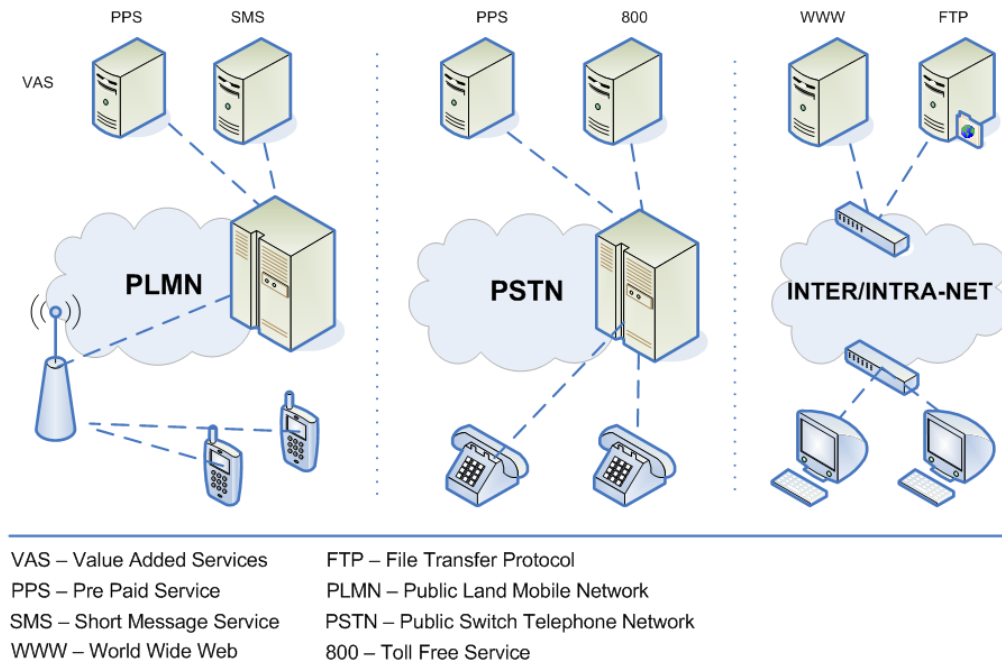 PPS SMS PPS 800 WWW FTP
VAS
PLMN PSTN INTER/INTRA-NET
VAS – Value Added Services
PPS – Pre Paid Service
SMS – Short Message Service
WWW – World Wide Web
FTP – File Transfer Protocol
PLMN – Public Land Mobile Network
PSTN – Public Switch Telephone Network
800 – Toll Free Service